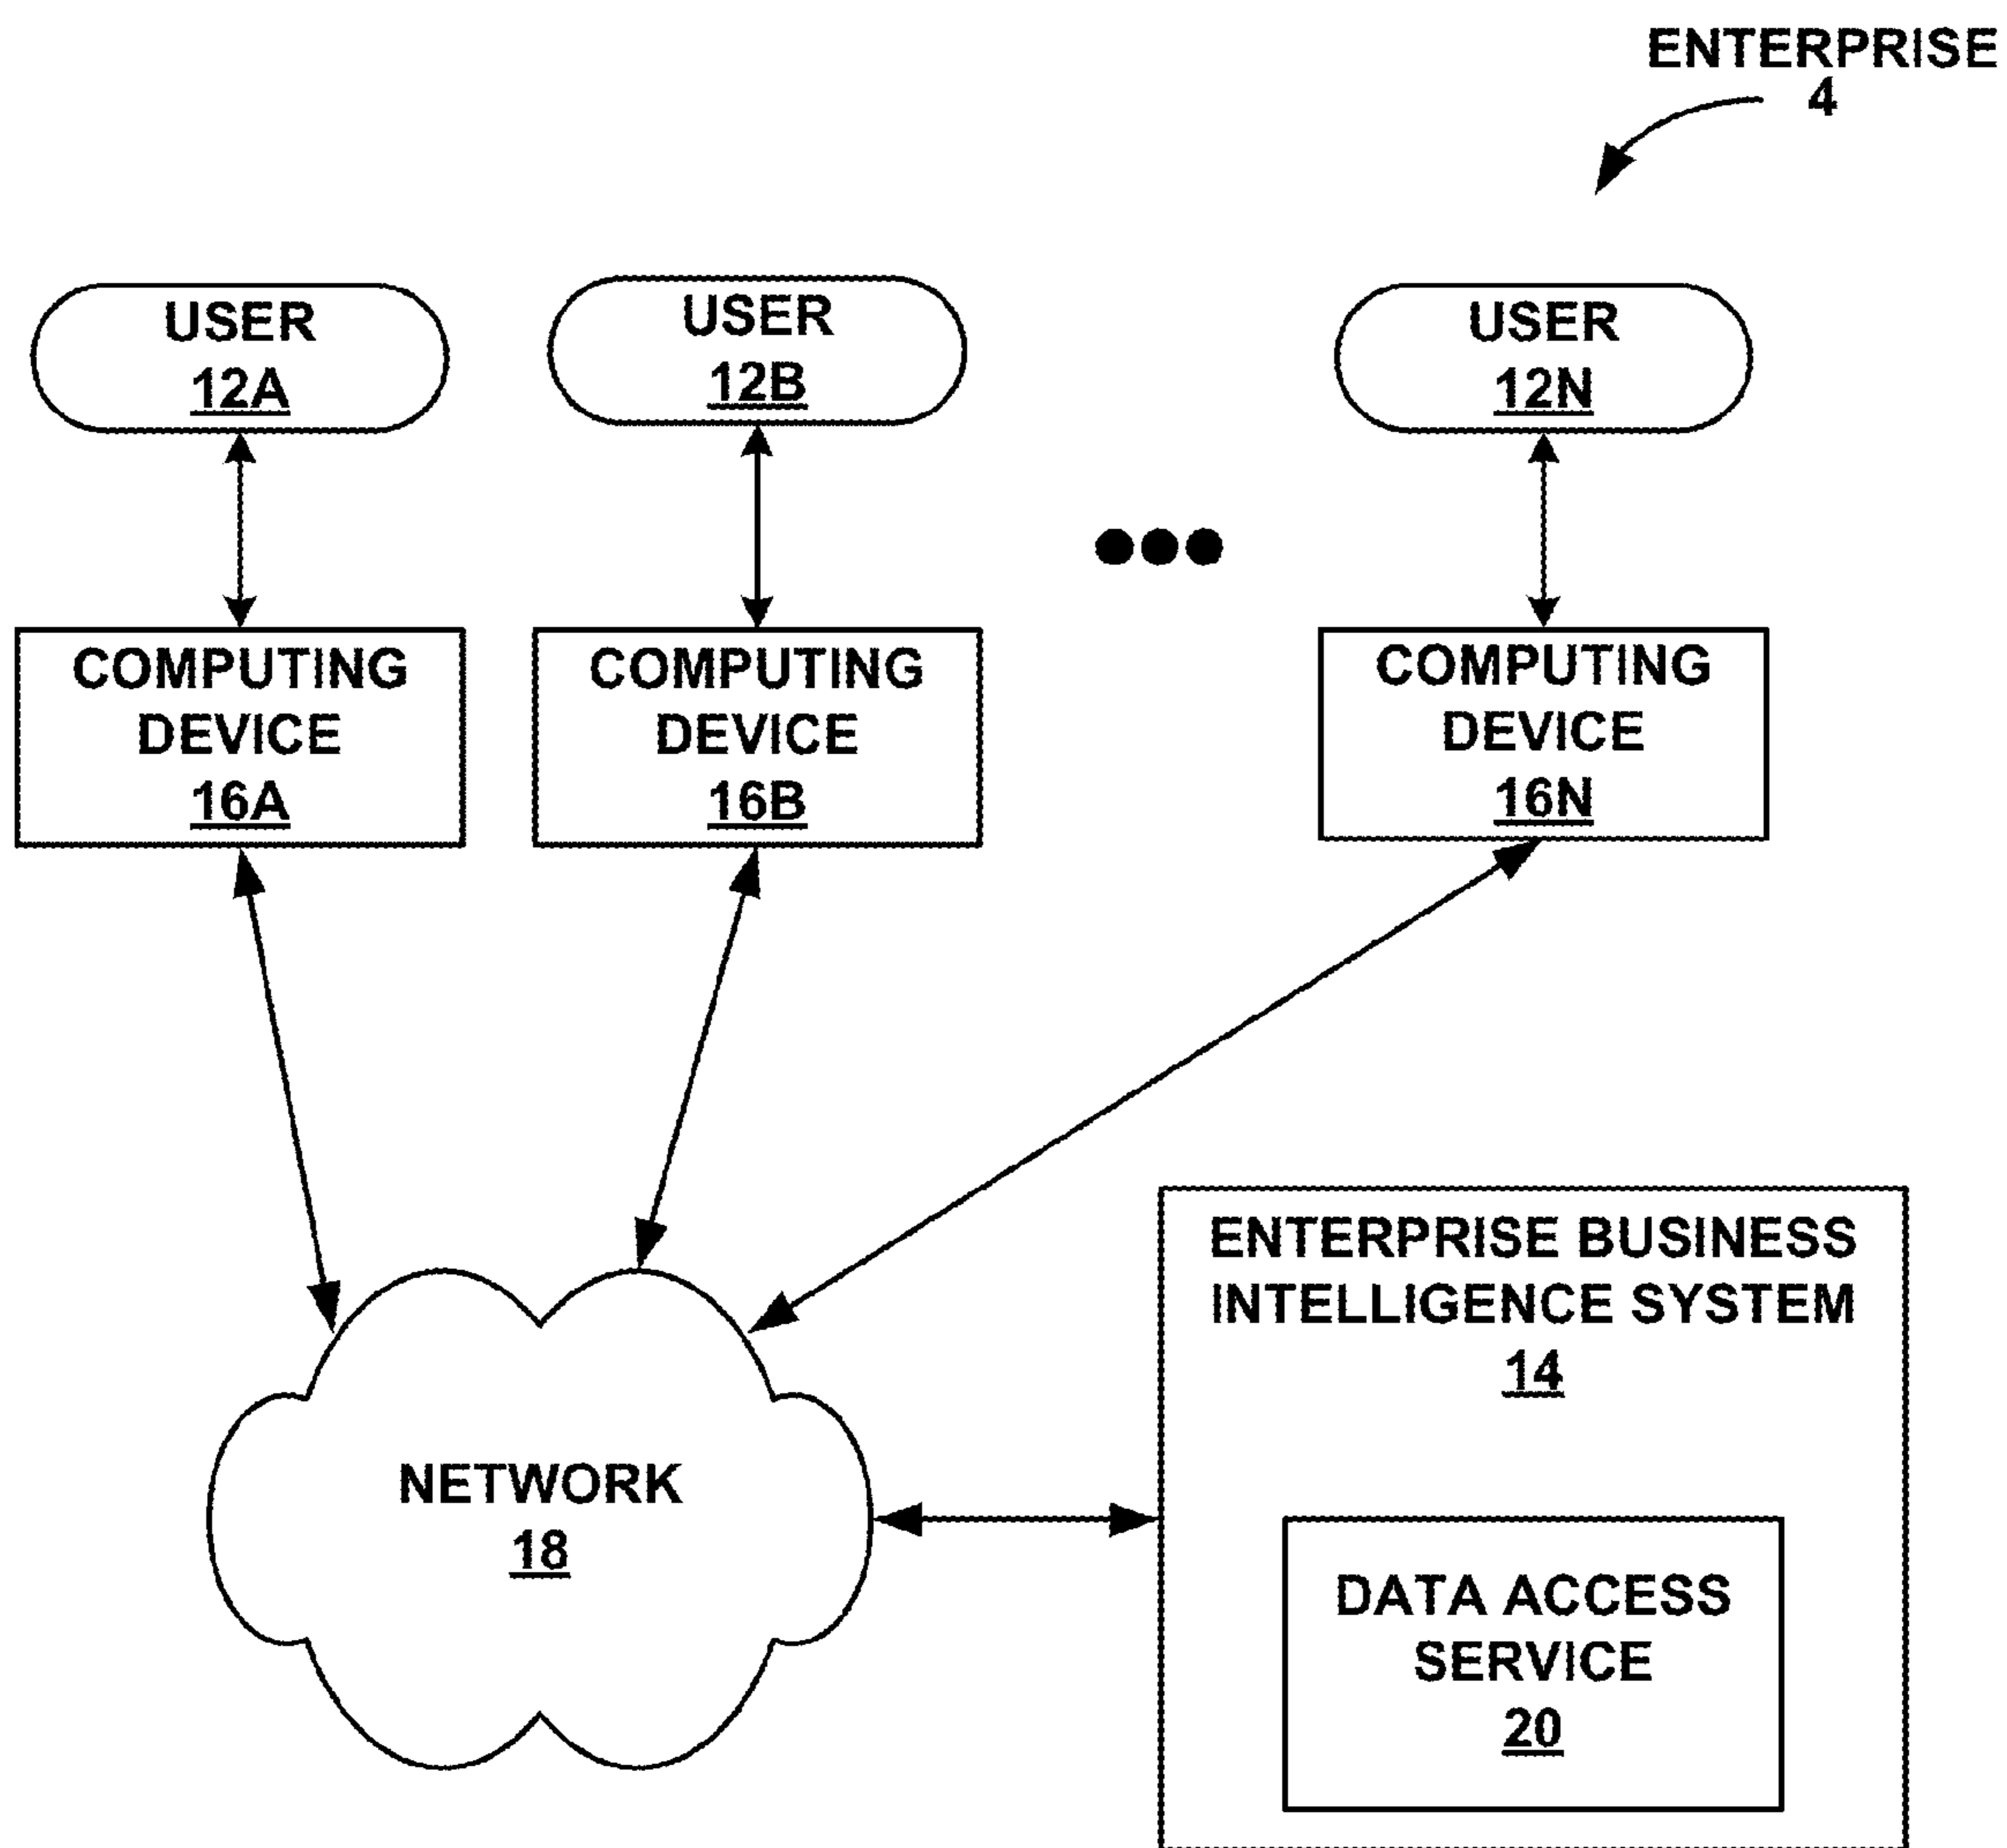 ENTERPRISE
4
USER
12A
USER
12B
USER
12N
COMPUTING
DEVICE
16A
COMPUTING
DEVICE
16B
COMPUTING
DEVICE
16N
ENTERPRISE BUSINESS
INTELLIGENCE SYSTEM
14
NETWORK
18
DATA ACCESS
SERVICE
20